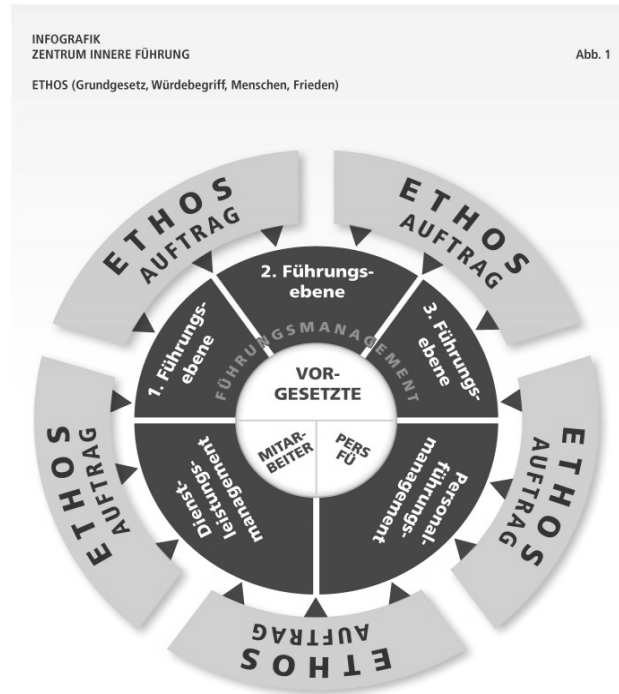 INFOGRAFIK
ZENTRUM INNERE FÜHRUNG
Abb. 1
ETHOS (Grundgesetz, Würdebegriff, Menschen, Frieden)
ETHOS
AUFTRAG
ETHOS
AUFTRAG
2. Führungs-
ebene
1. Führungs-
ebene
3. Führungs-
ebene
FÜHRUNGSMANAGEMENT
VOR-
GESETZTE
MITAR-
BEITER
PERS
FÜ
Dienst-
leistungs-
management
Personal-
führungs-
management
ETHOS
AUFTRAG
ETHOS
AUFTRAG
AUFTRAG
ETHOS